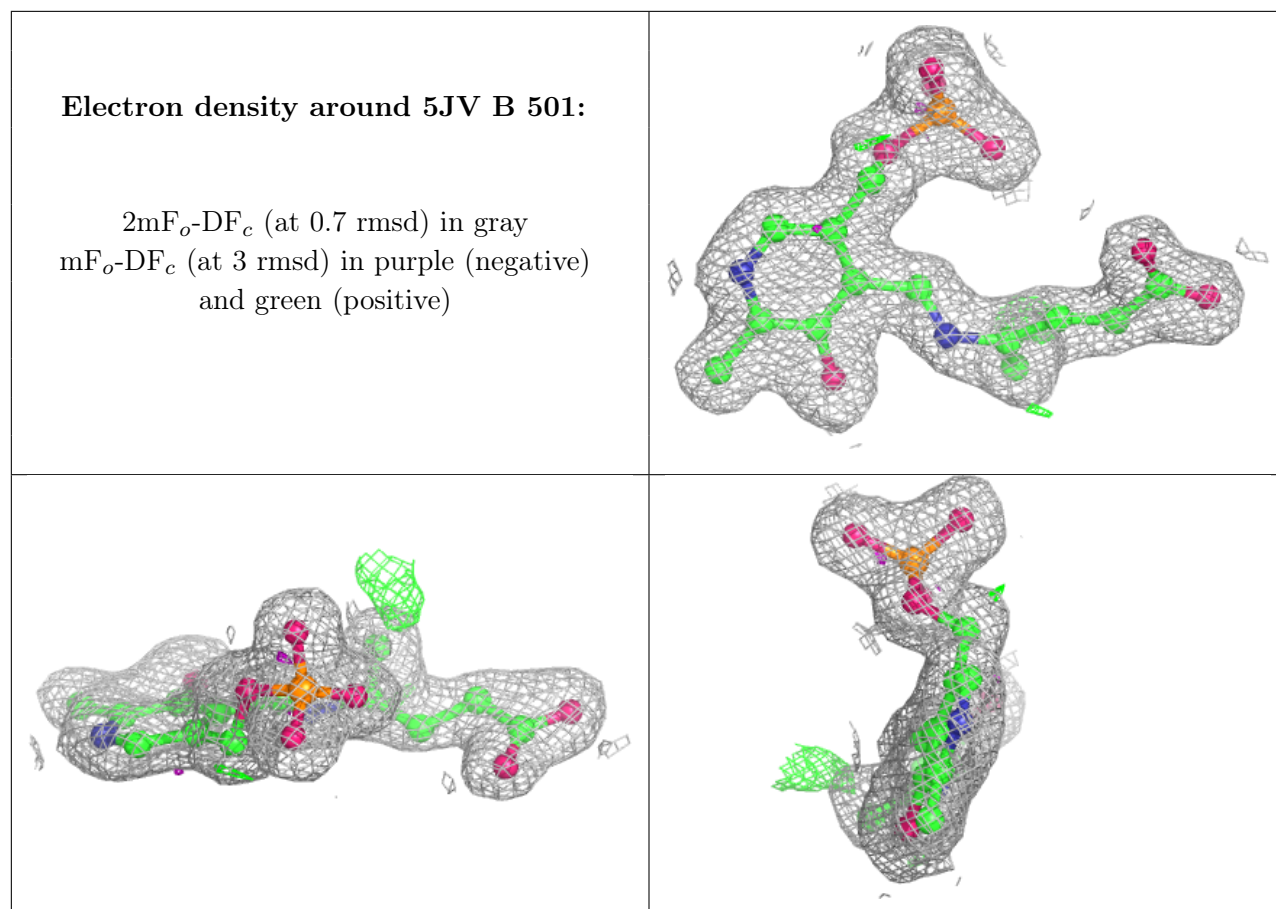 Electron density around 5JV B 501:
2mFo-DFc (at 0.7 rmsd) in gray
mFo-DFc (at 3 rmsd) in purple (negative)
and green (positive)